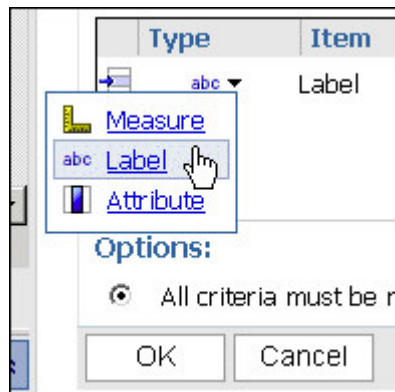 Type Item
abc Label
Measure
abc Label
Attribute
Options:
All criteria must be
OK Cancel